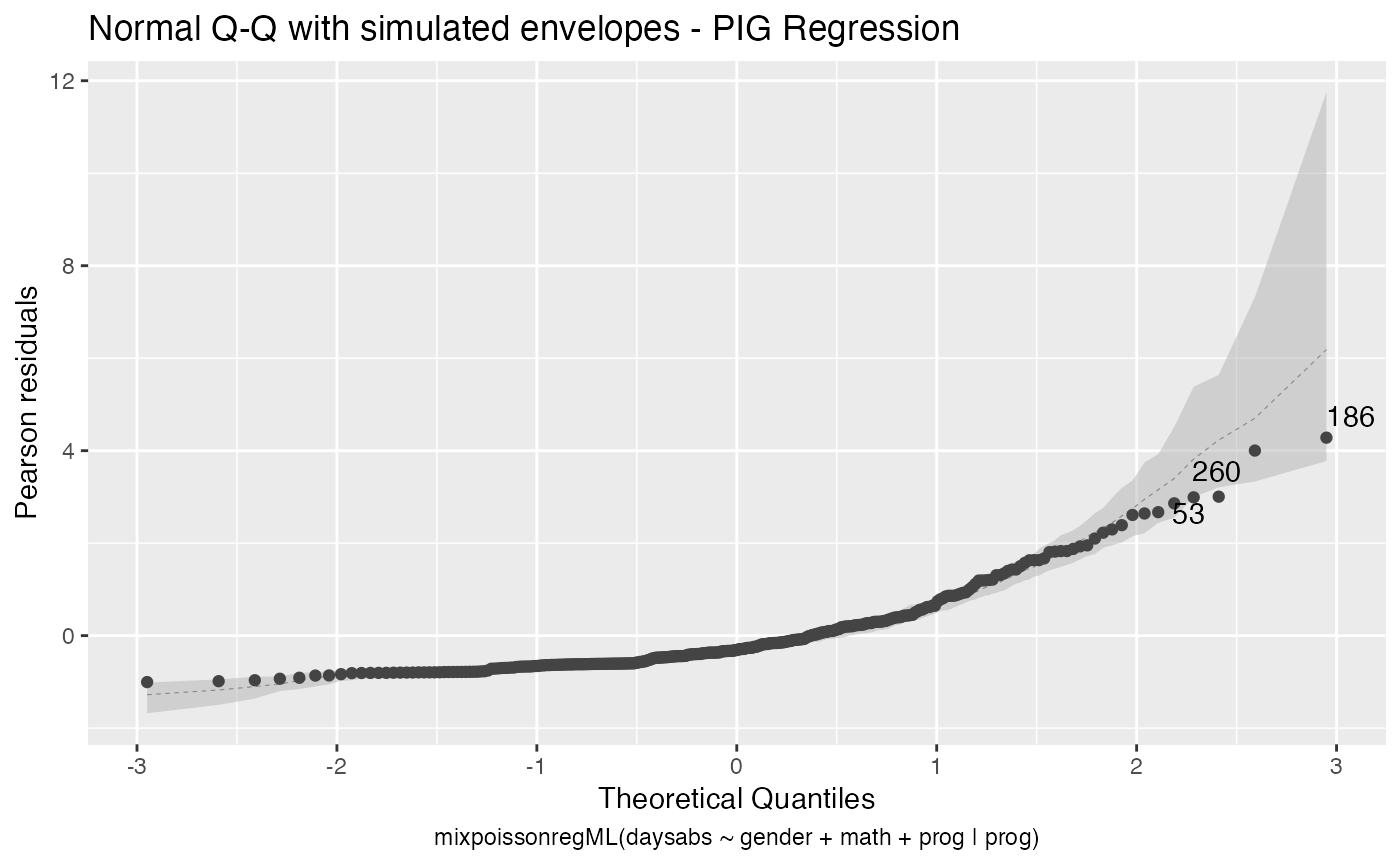 Normal Q-Q with simulated envelopes - PIG Regression
12
8
4
0
Pearson residuals
186
260
53
-3 -2 -1 0 1 2 3
Theoretical Quantiles
mixpoissonregML(daysabs ~ gender + math + prog | prog)